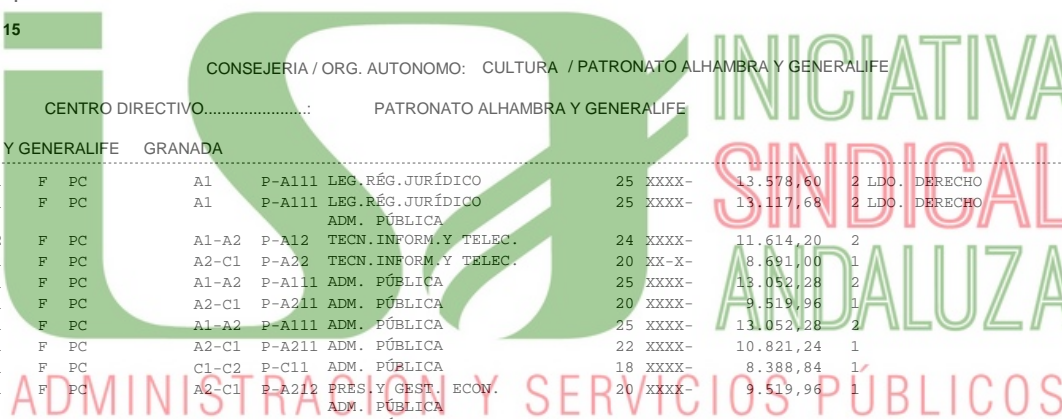 15
CONSEJERIA / ORG. AUTONOMO: CULTURA / PATRONATO ALHAMBRA Y GENERALIFE
CENTRO DIRECTIVO.......................: PATRONATO ALHAMBRA Y GENERALIFE
Y GENERALIFE GRANADA
F PC A1 P-A111 LEG.RÉG.JURÍDICO 25 XXXX- 13.578,60 2 LDO. DERECHO
F PC A1 P-A111 LEG.RÉG.JURÍDICO 25 XXXX- 13.117,68 2 LDO. DERECHO
ADM. PÚBLICA
F PC A1-A2 P-A12 TECN.INFORM.Y TELEC. 24 XXXX- 11.614,20 2
F PC A2-C1 P-A22 TECN.INFORM.Y TELEC. 20 XX-X- 8.691,00 1
F PC A1-A2 P-A111 ADM. PÚBLICA 25 XXXX- 13.052,28 2
F PC A2-C1 P-A211 ADM. PÚBLICA 20 XXXX- 9.519,96 1
F PC A1-A2 P-A111 ADM. PÚBLICA 25 XXXX- 13.052,28 2
F PC A2-C1 P-A211 ADM. PÚBLICA 22 XXXX- 10.821,24 1
F PC C1-C2 P-C11 ADM. PÚBLICA 18 XXXX- 8.388,84 1
F PC A2-C1 P-A212 PRES.Y GEST. ECON. 20 XXXX- 9.519,96 1
ADM. PÚBLICA
isa
INICIATIVA
SINDICAL
ANDALUZA
ADMINISTRACIÓN Y SERVICIOS PÚBLICOS